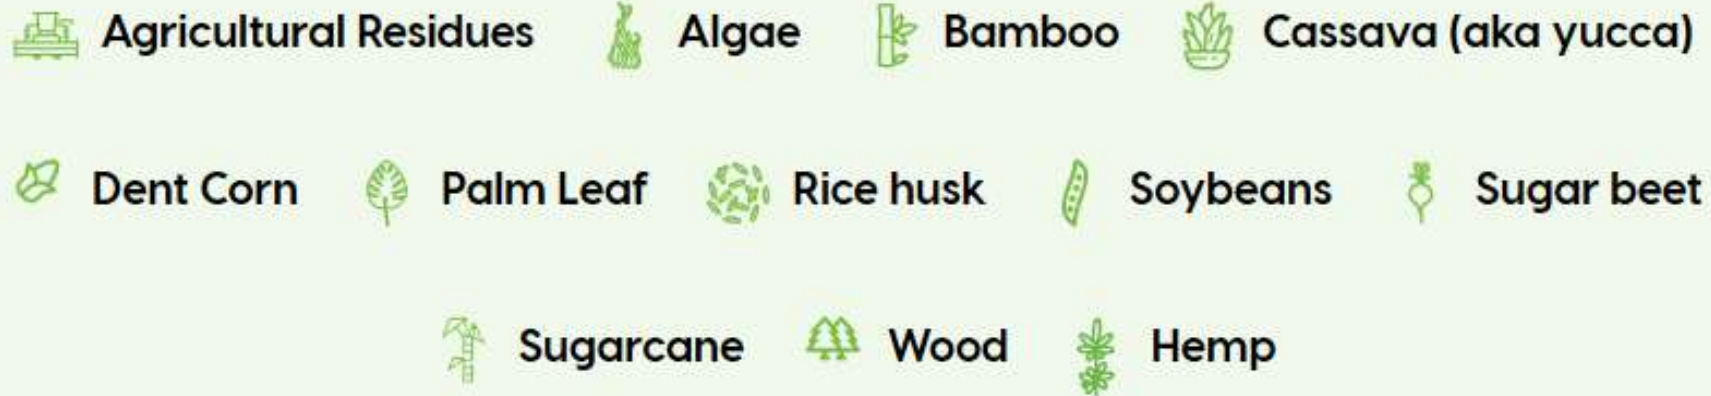 Agricultural Residues Algae Bamboo Cassava (aka yucca)
Dent Corn Palm Leaf Rice husk Soybeans Sugar beet
Sugarcane Wood Hemp